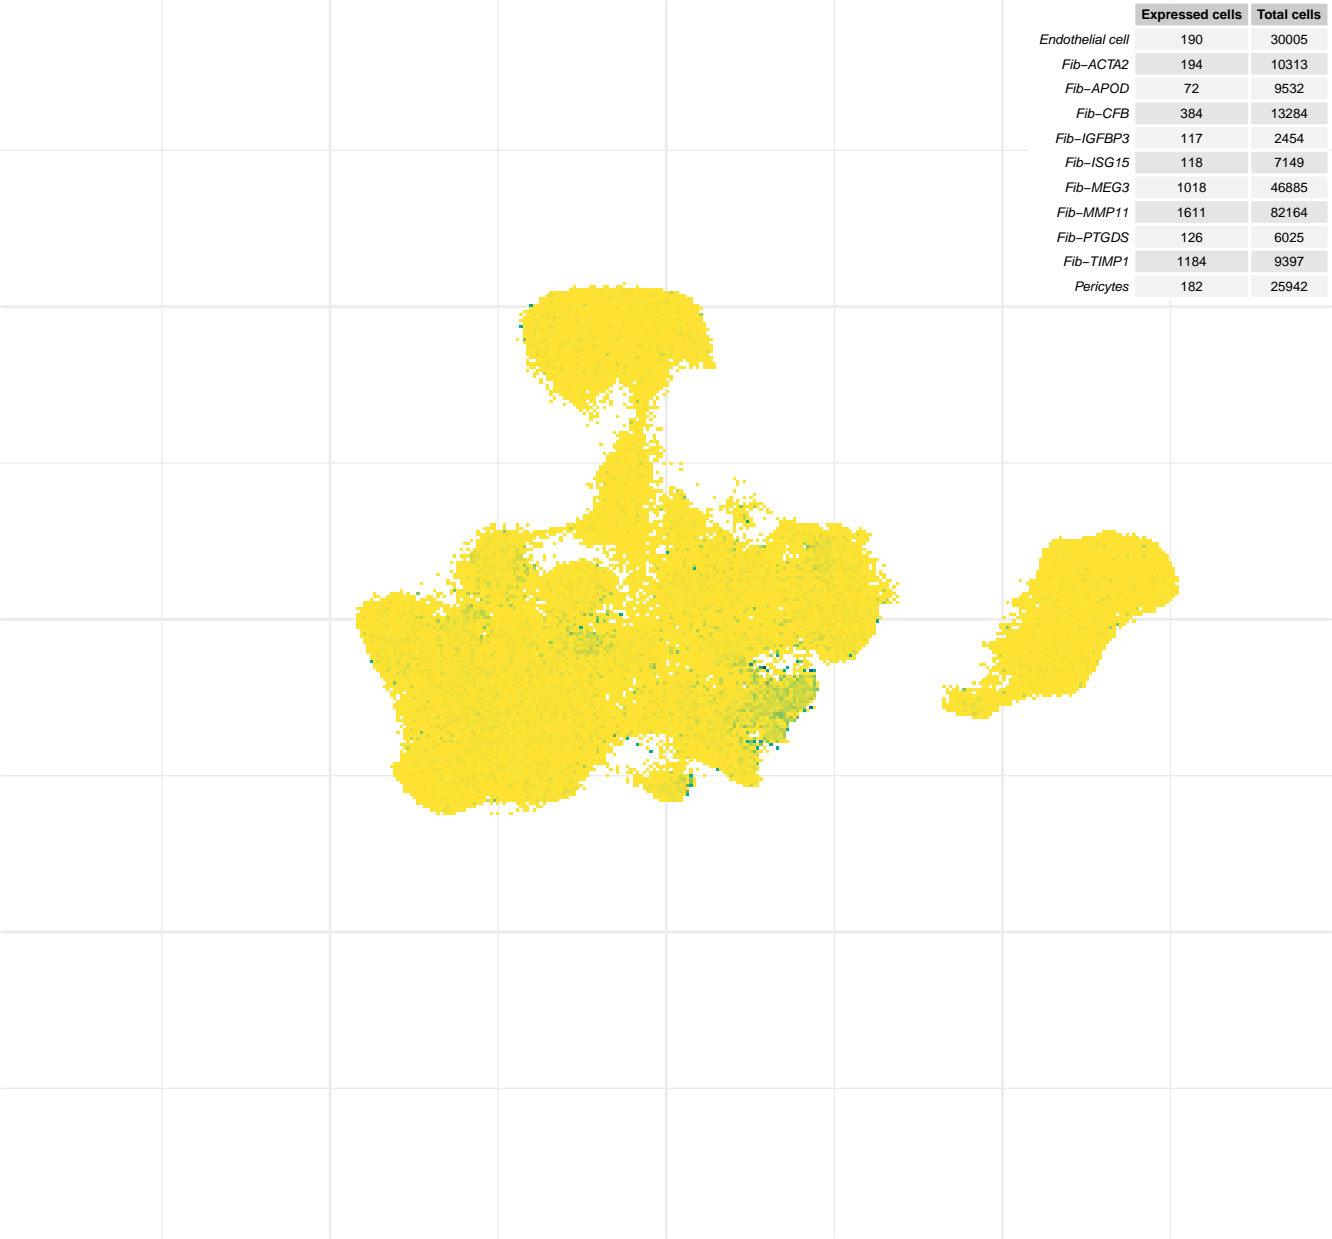 Expressed cells Total cells
Endothelial cell 190 30005
Fib−ACTA2 194 10313
Fib−APOD 72 9532
Fib−CFB 384 13284
Fib−IGFBP3 117 2454
Fib−ISG15 118 7149
Fib−MEG3 1018 46885
Fib−MMP11 1611 82164
Fib−PTGDS 126 6025
Fib−TIMP1 1184 9397
Pericytes 182 25942